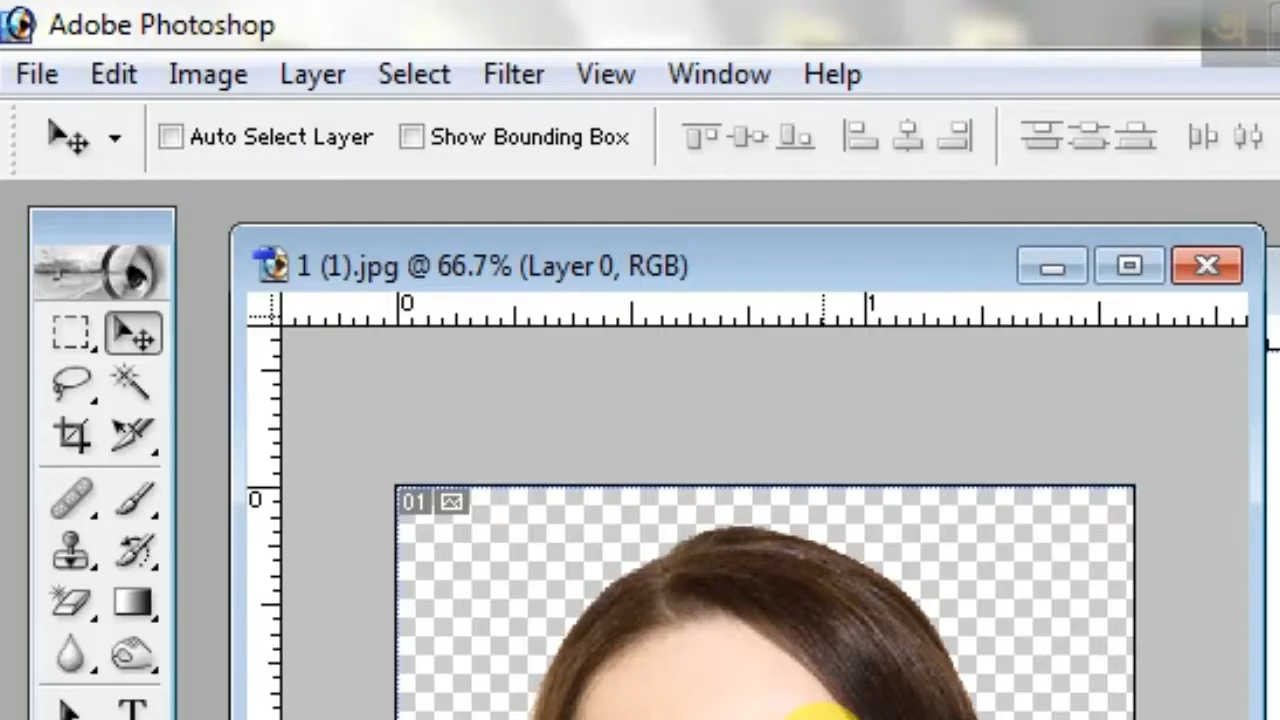 Adobe Photoshop
File Edit Image Layer Select Filter View Window Help
Auto Select Layer Show Bounding Box
1 (1).jpg @ 66.7% (Layer 0, RGB)
0 1
0
01
T